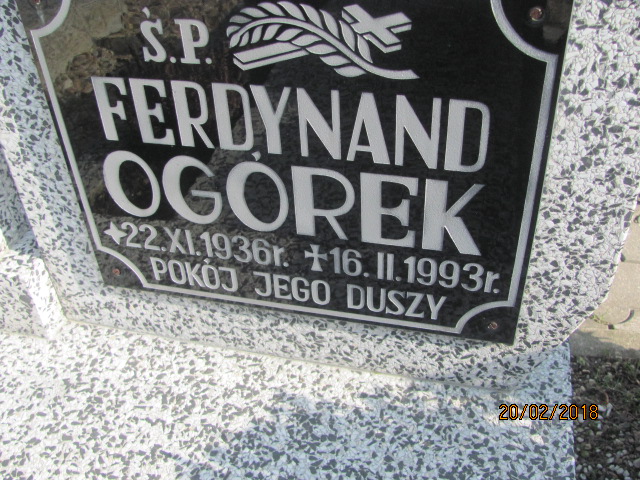 Ś.P.
FERDYNAND
OGÓREK
22.XI.1936r. 16.II.1993r.
POKÓJ JEGO DUSZY
20/02/2018